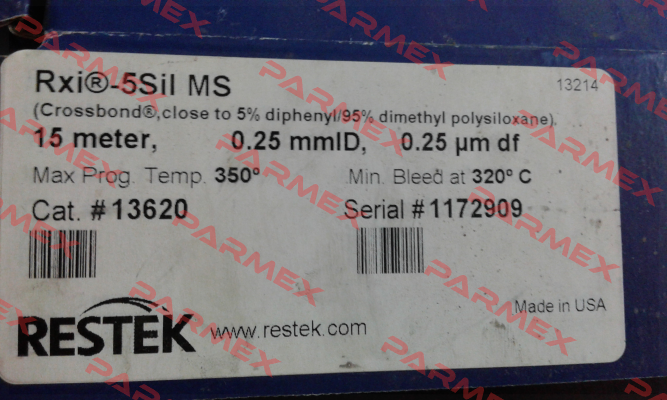 Rxi®-5Sil MS 13214
(Crossbond®,close to 5% diphenyl/95% dimethyl polysiloxane).
15 meter, 0.25 mmID, 0.25 µm df
Max Prog. Temp. 350° Min. Bleed at 320° C
Cat. #13620 Serial #1172909
Made in USA
RESTEK www.restek.com
PARMEX